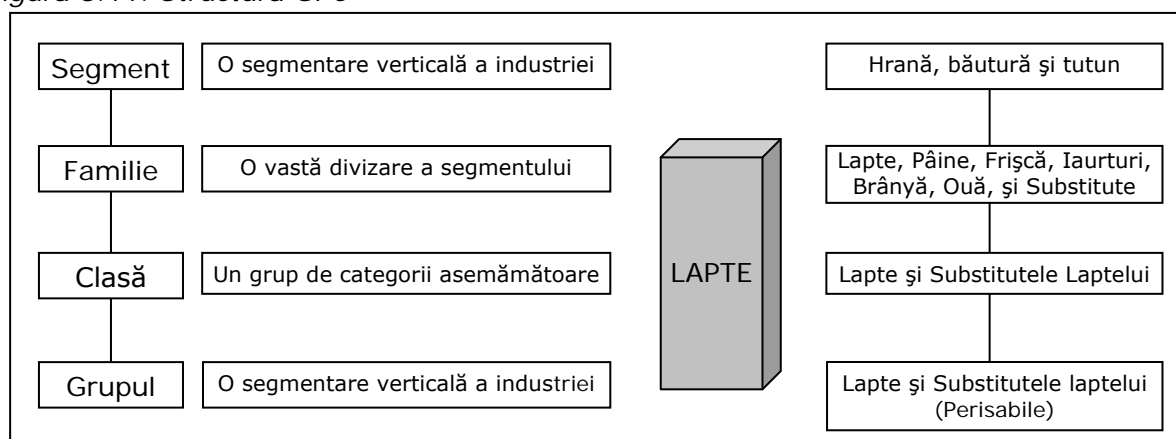 Segment
O segmentare verticală a industriei
Hrană, băutură şi tutun
Familie
O vastă divizare a segmentului
Lapte, Pâine, Frişcă, Iaurturi,
Brânyă, Ouă, şi Substitute
Clasă
Un grup de categorii asemămătoare
LAPTE
Lapte şi Substitutele Laptelui
Grupul
O segmentare verticală a industriei
Lapte şi Substitutele laptelui
(Perisabile)